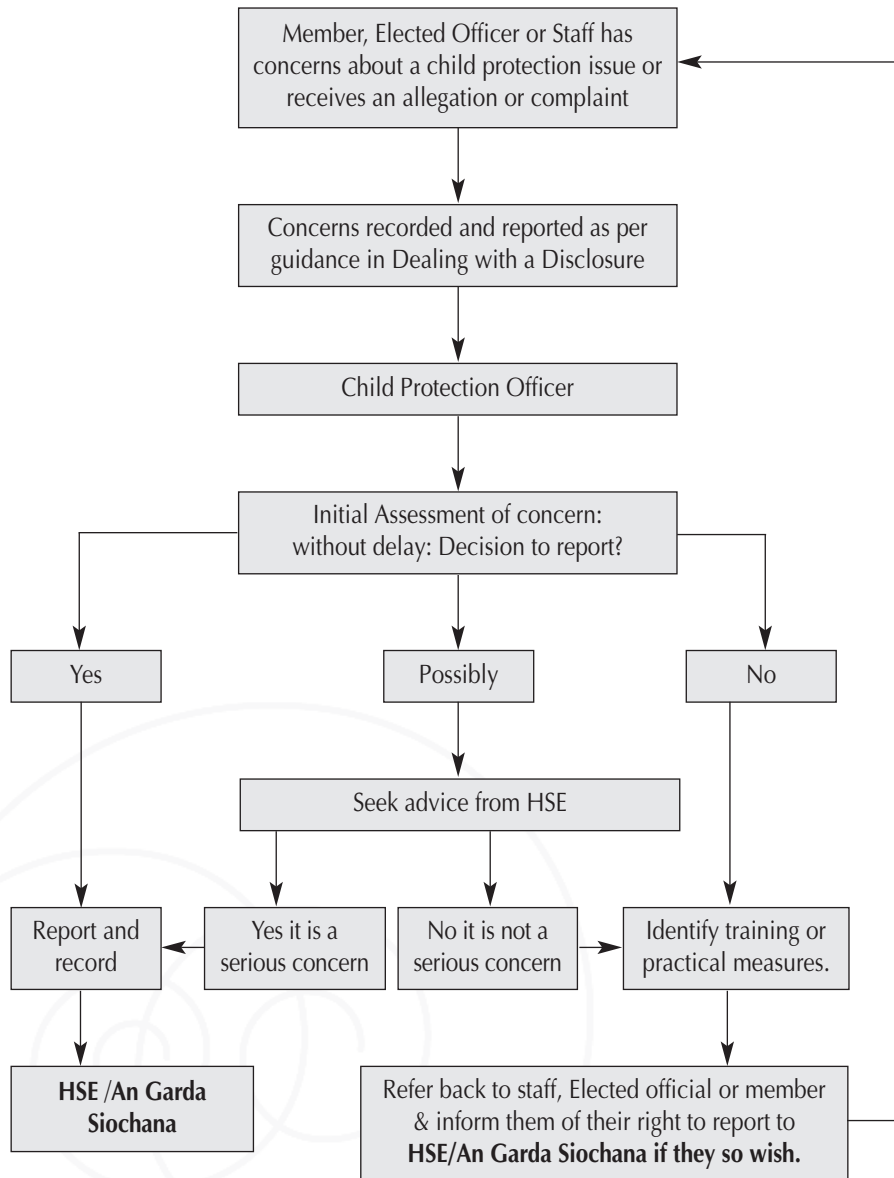 Member, Elected Officer or Staff has
concerns about a child protection issue or
receives an allegation or complaint
Concerns recorded and reported as per
guidance in Dealing with a Disclosure
Child Protection Officer
Initial Assessment of concern:
without delay: Decision to report?
Yes
Possibly
No
Seek advice from HSE
Report and
record
Yes it is a
serious concern
No it is not a
serious concern
Identify training or
practical measures.
HSE /An Garda
Siochana
Refer back to staff, Elected official or member
& inform them of their right to report to
HSE/An Garda Siochana if they so wish.